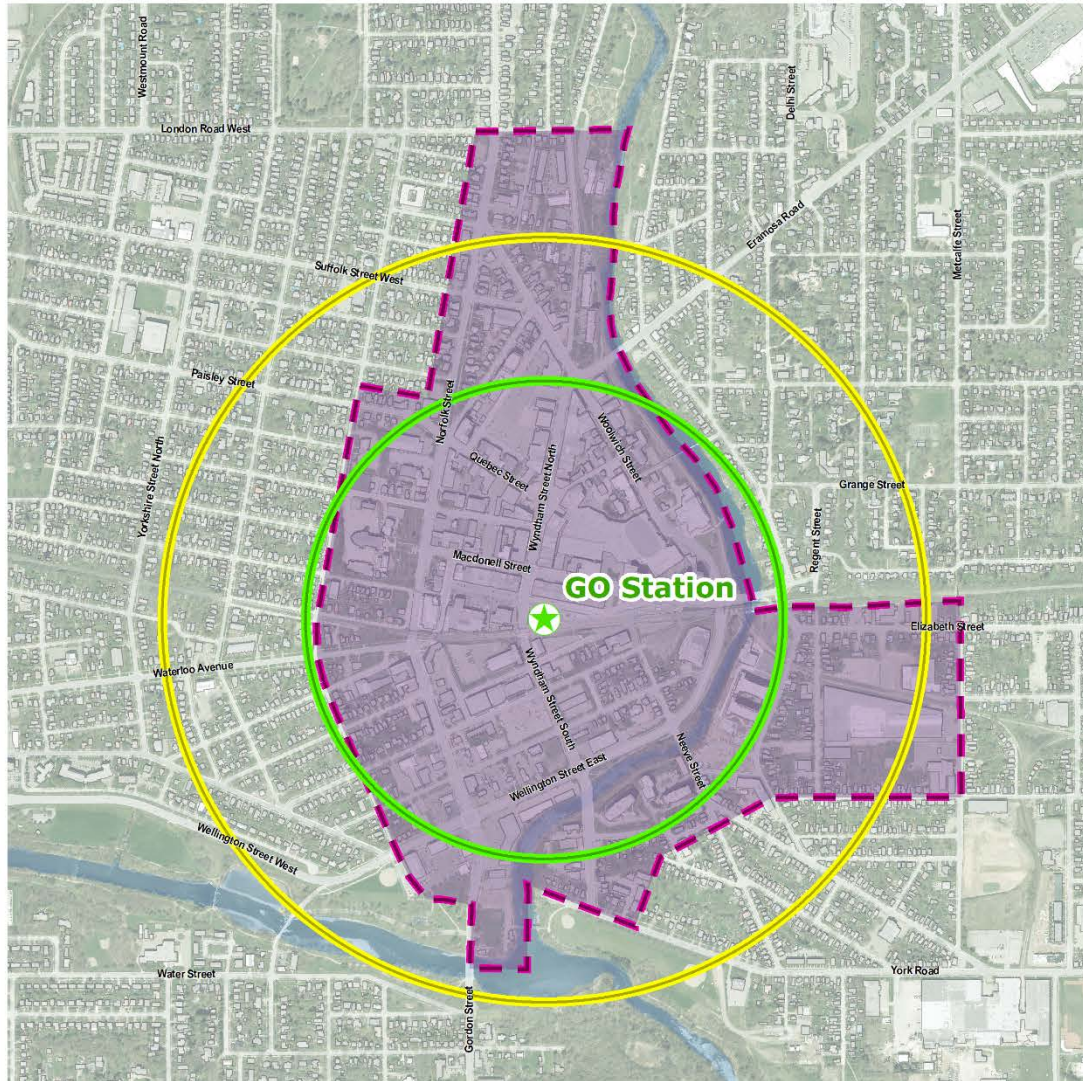 Westmount Road
Delhi Street
London Road West
Eramosa Road
Metcalfe Street
Suffolk Street West
Paisley Street
Norfolk Street
Woolwich Street
Quebec Street
Wyndham Street North
Yorkshire Street North
Grange Street
Regent Street
Macdonell Street
GO Station
Elizabeth Street
Waterloo Avenue
Wyndham Street South
Neeve Street
Wellington Street East
Wellington Street West
Water Street
York Road
Gordon Street